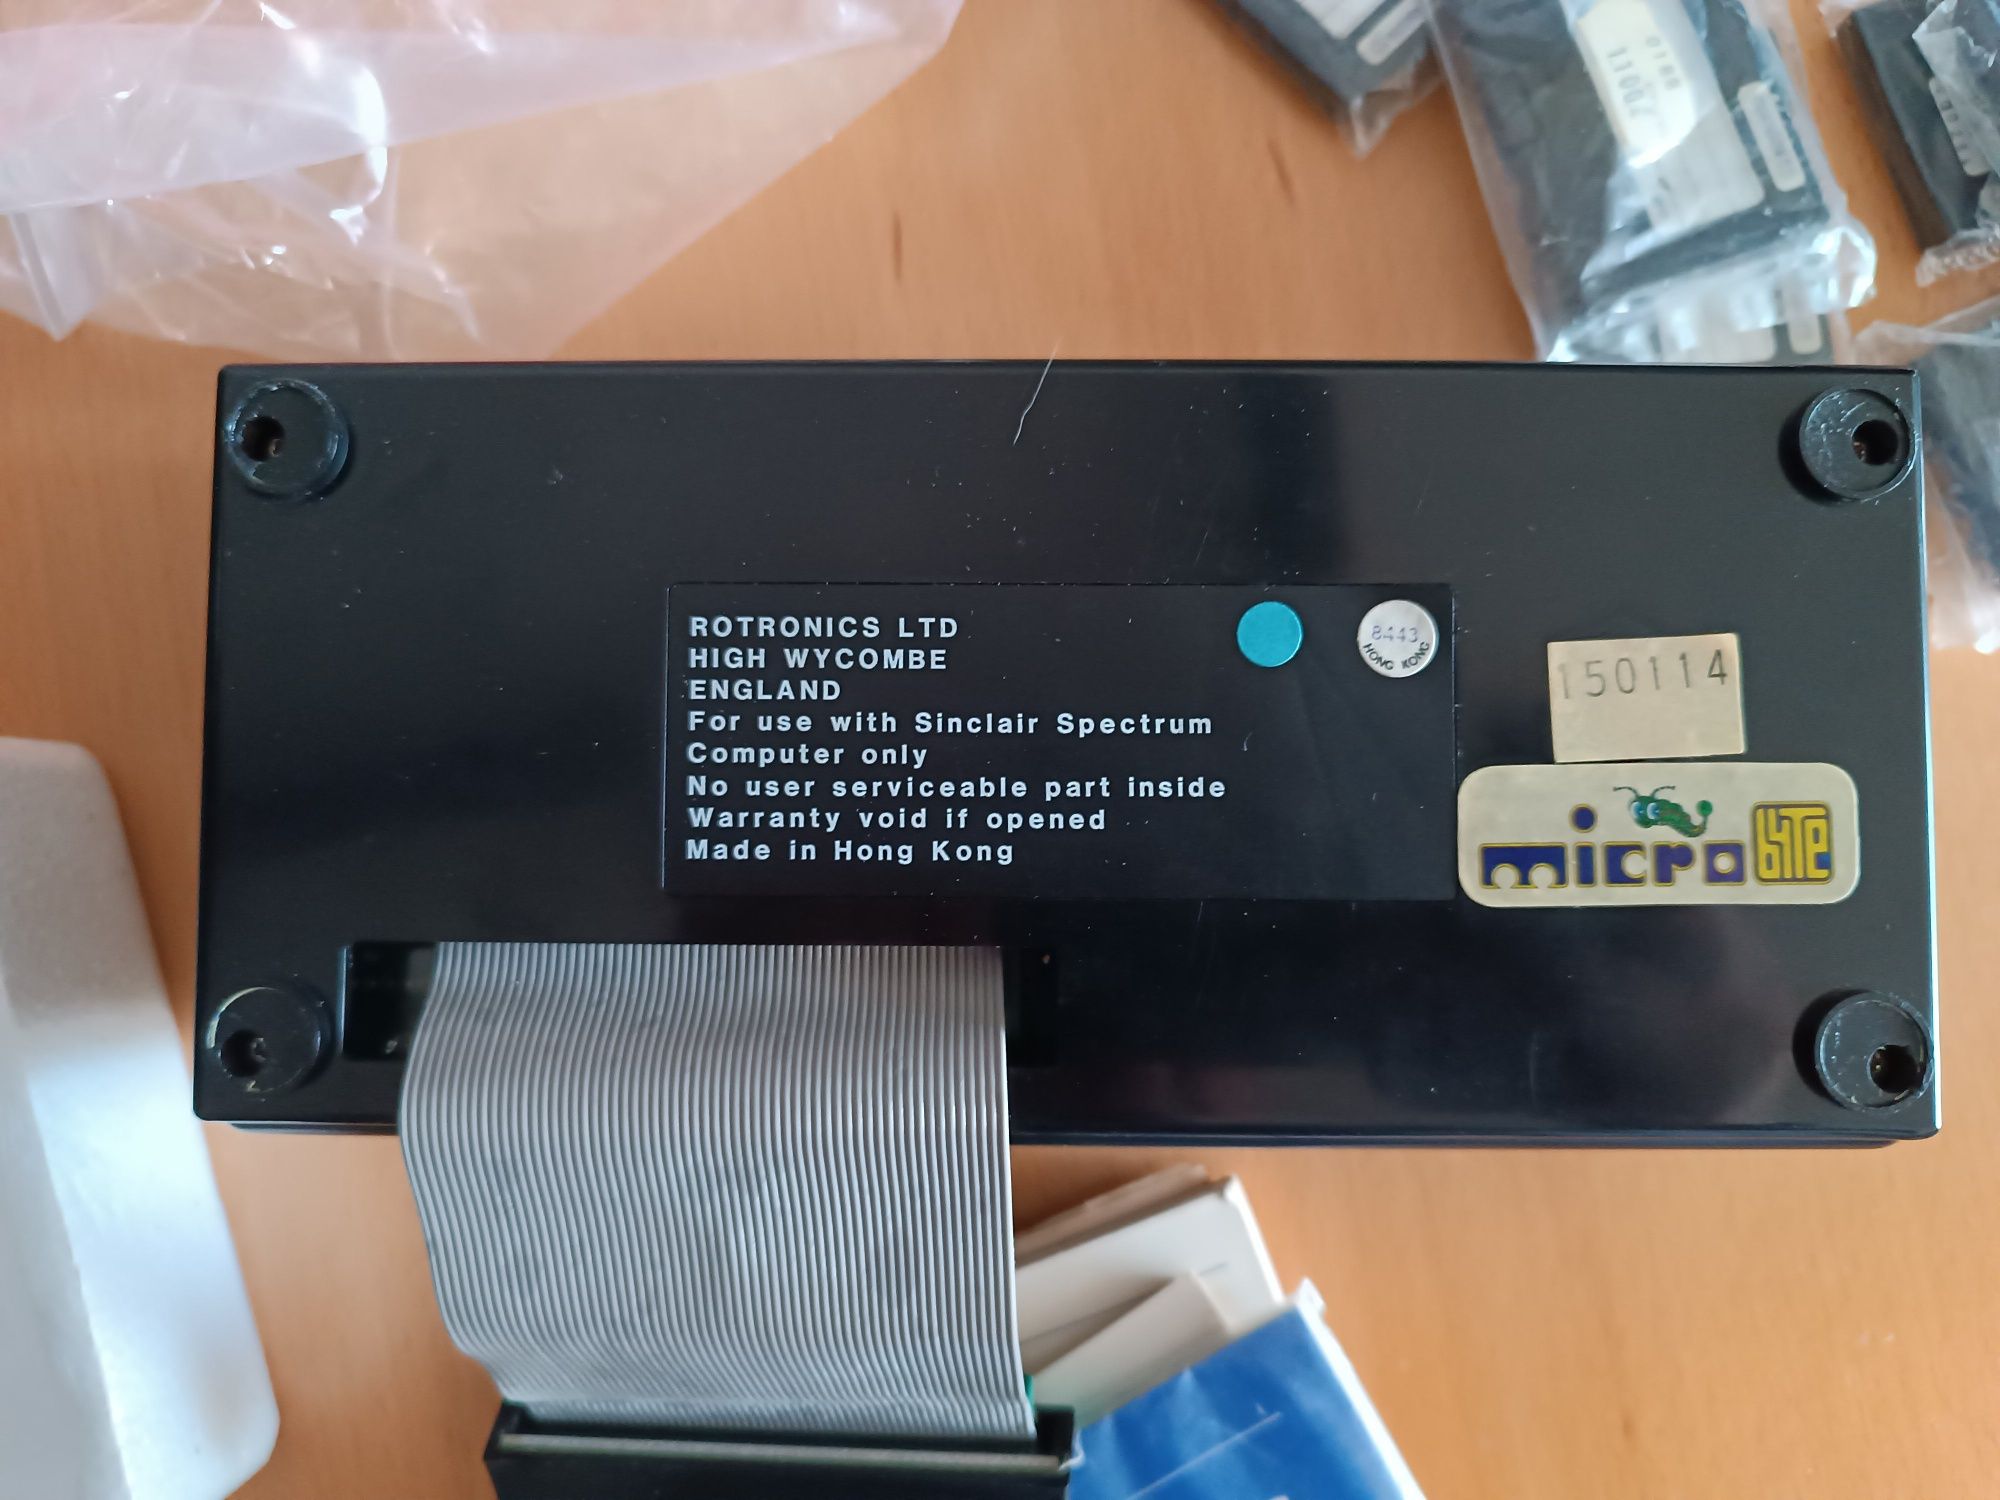 0188
ROTRONICS LTD
HIGH WYCOMBE
ENGLAND
For use with Sinclair Spectrum
Computer only
No user serviceable part inside
Warranty void if opened
Made in Hong Kong
8443
HONG KONG
150114
micro byte